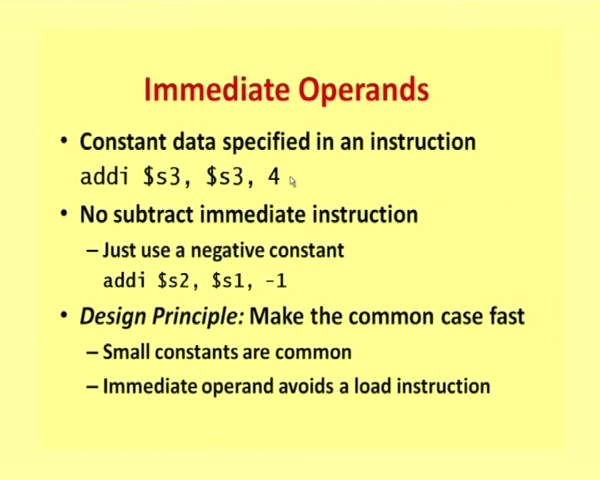 Immediate Operands
• Constant data specified in an instruction
addi $s3, $s3, 4
• No subtract immediate instruction
– Just use a negative constant
addi $s2, $s1, -1
• Design Principle: Make the common case fast
– Small constants are common
– Immediate operand avoids a load instruction